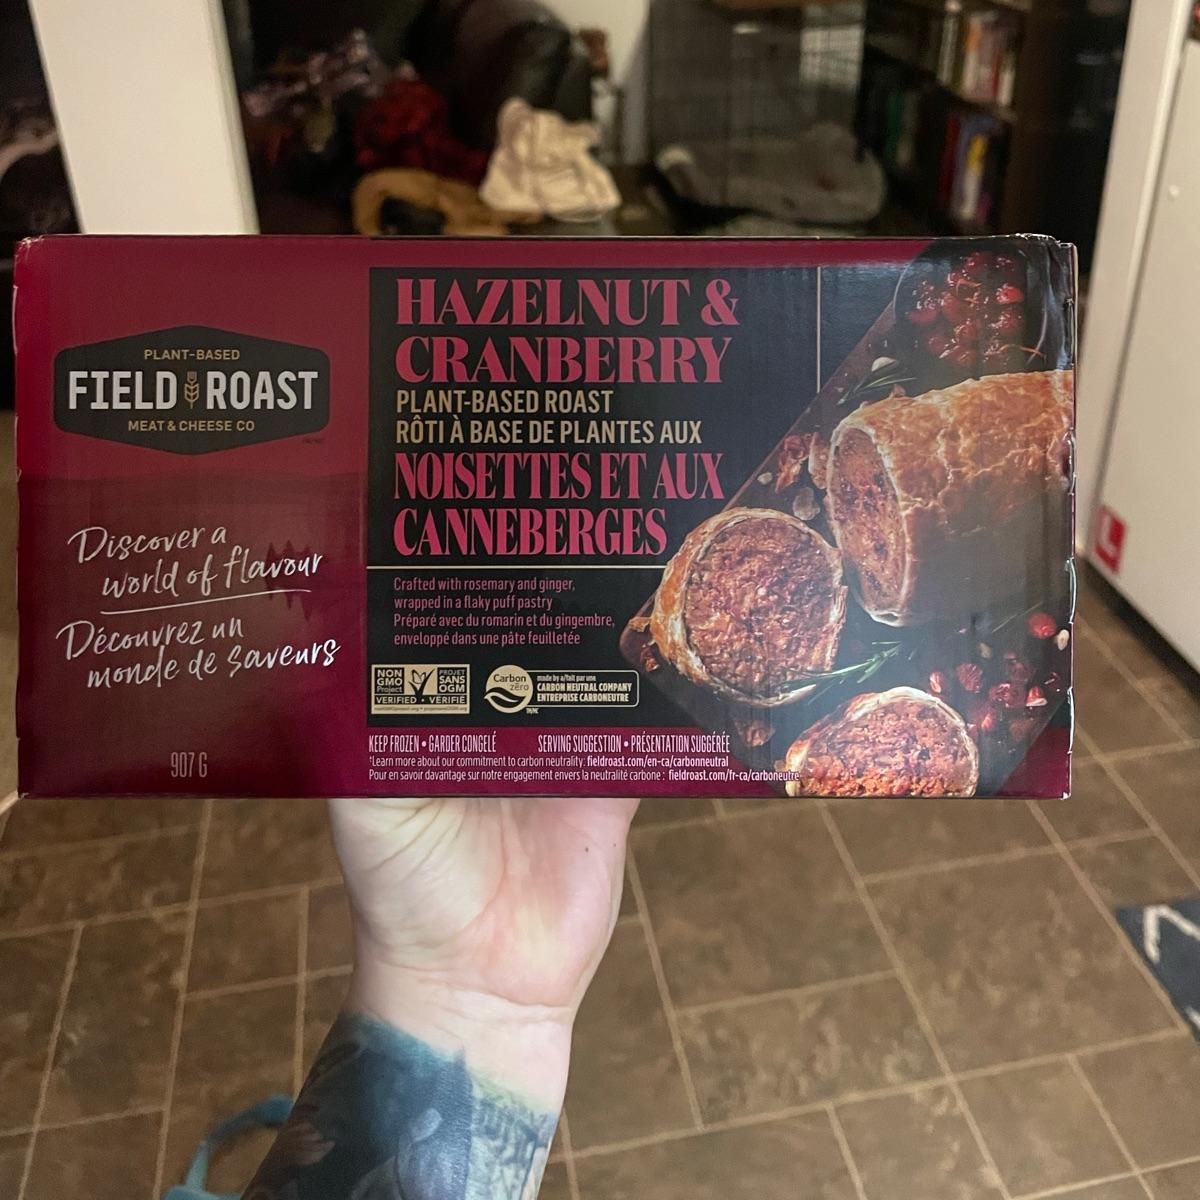 PLANT-BASED
FIELD ROAST
MEAT & CHEESE CO
Discover a
world of flavour
Découvrez un
monde de saveurs
907 G
HAZELNUT &
CRANBERRY
PLANT-BASED ROAST
RÔTI À BASE DE PLANTES AUX
NOISETTES ET AUX
CANNEBERGES
Crafted with rosemary and ginger,
wrapped in a flaky puff pastry
Préparé avec du romarin et du gingembre,
enveloppé dans une pâte feuilletée
NON
GMO
Project
PROJET
SANS
OGM
VERIFIED • VÉRIFIÉ
Carbon
zero
made by a/fait par une
CARBON NEUTRAL COMPANY
ENTREPRISE CARBONEUTRE
KEEP FROZEN • GARDER CONGELÉ
SERVING SUGGESTION • PRÉSENTATION SUGGÉRÉE
*Learn more about our commitment to carbon neutrality: fieldroast.com/en-ca/carbonneutral
Pour en savoir davantage sur notre engagement envers la neutralité carbone : fieldroast.com/fr-ca/carboneutre